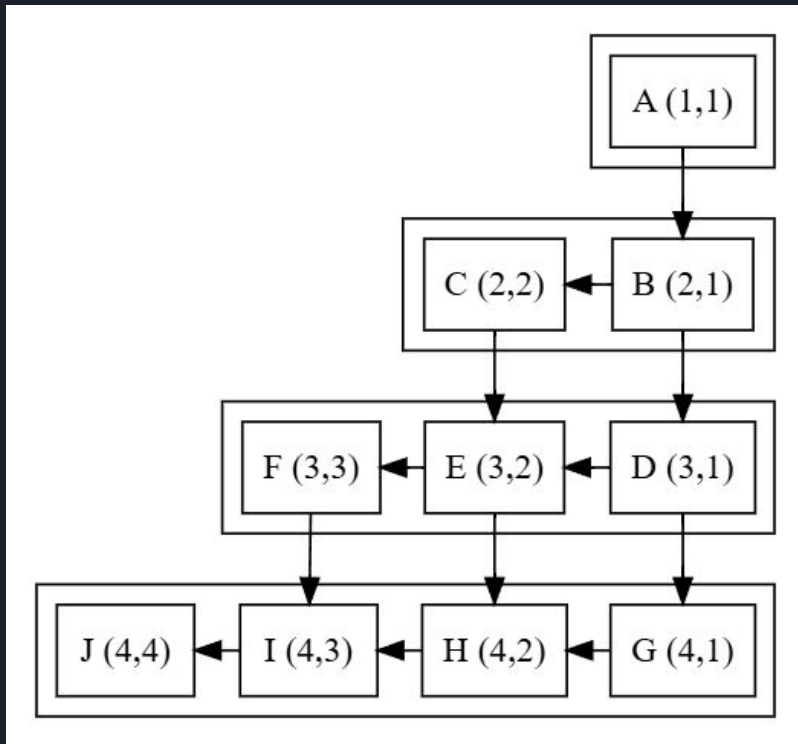 A (1,1)
C (2,2) B (2,1)
F (3,3) E (3,2) D (3,1)
J (4,4) I (4,3) H (4,2) G (4,1)